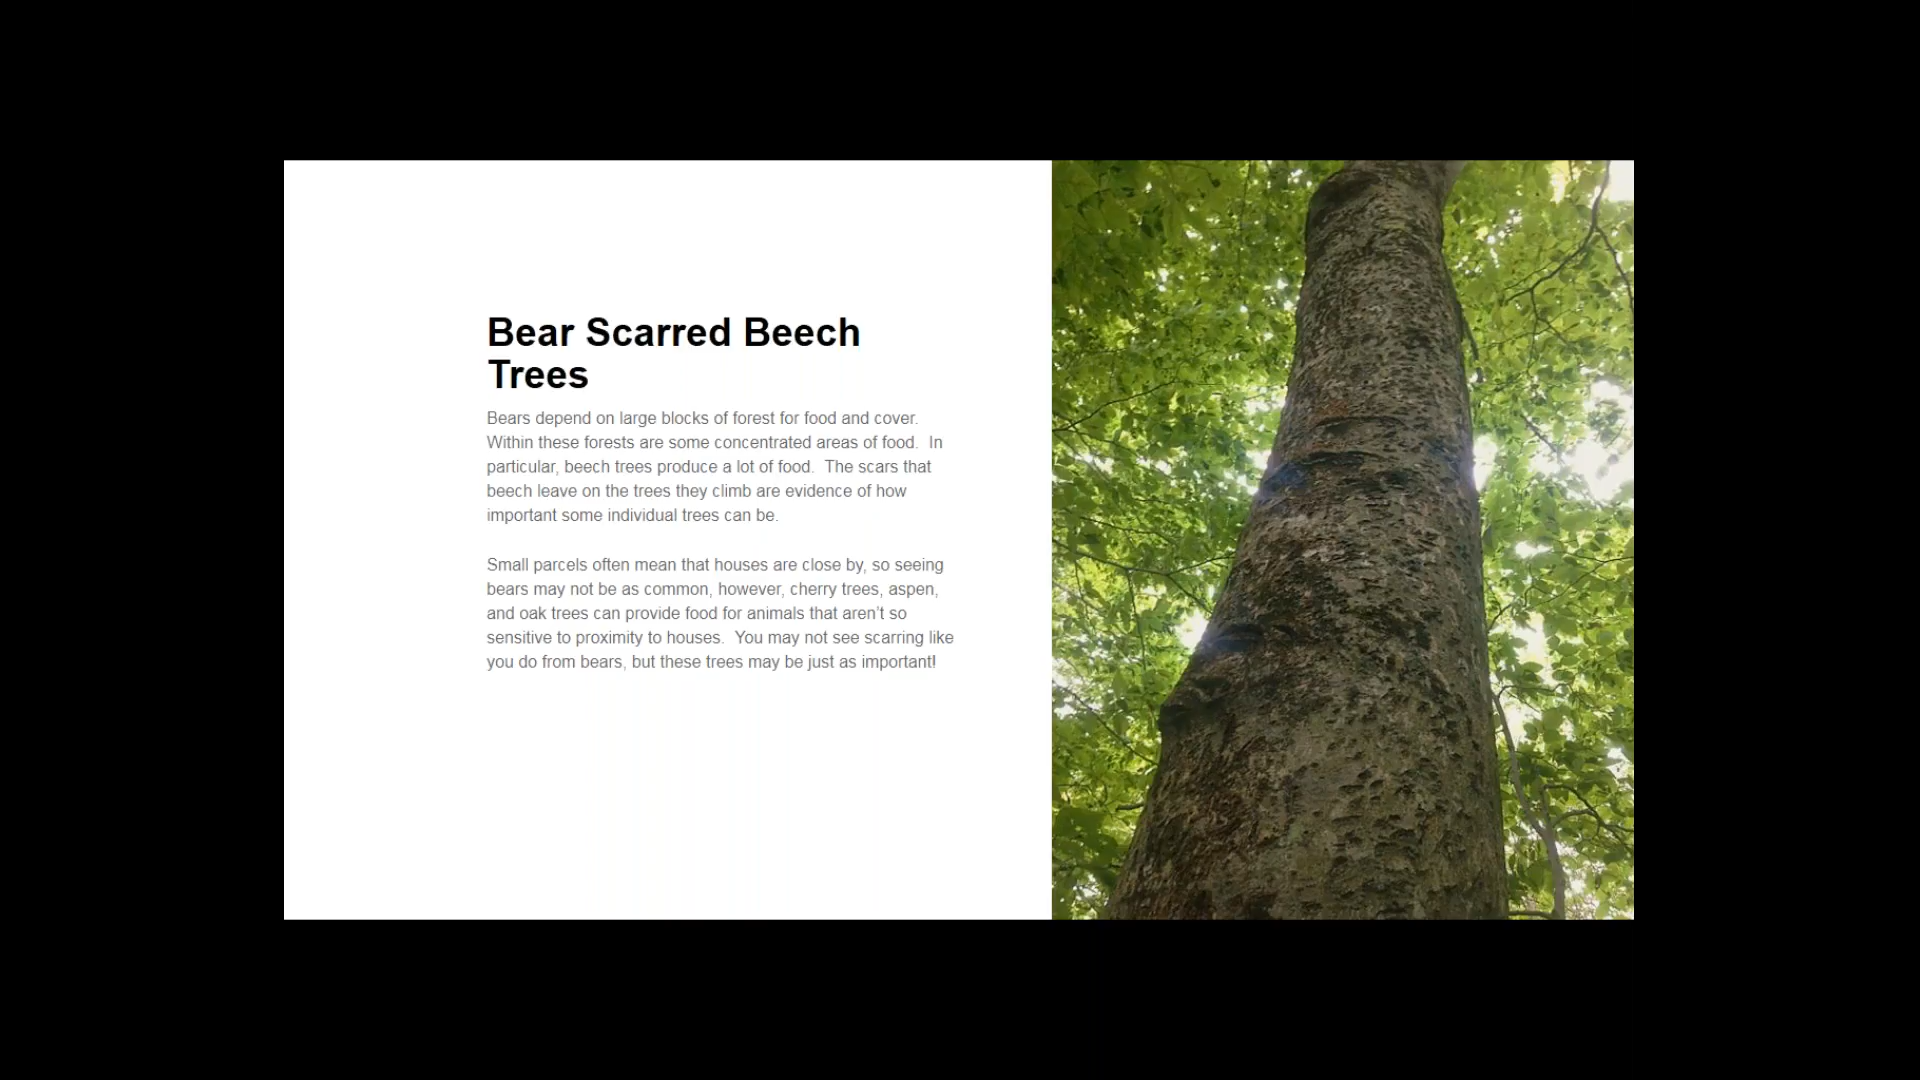 Bear Scarred Beech
Trees
Bears depend on large blocks of forest for food and cover.
Within these forests are some concentrated areas of food.  In
particular, beech trees produce a lot of food.  The scars that
beech leave on the trees they climb are evidence of how
important some individual trees can be.
Small parcels often mean that houses are close by, so seeing
bears may not be as common, however, cherry trees, aspen,
and oak trees can provide food for animals that aren’t so
sensitive to proximity to houses.  You may not see scarring like
you do from bears, but these trees may be just as important!